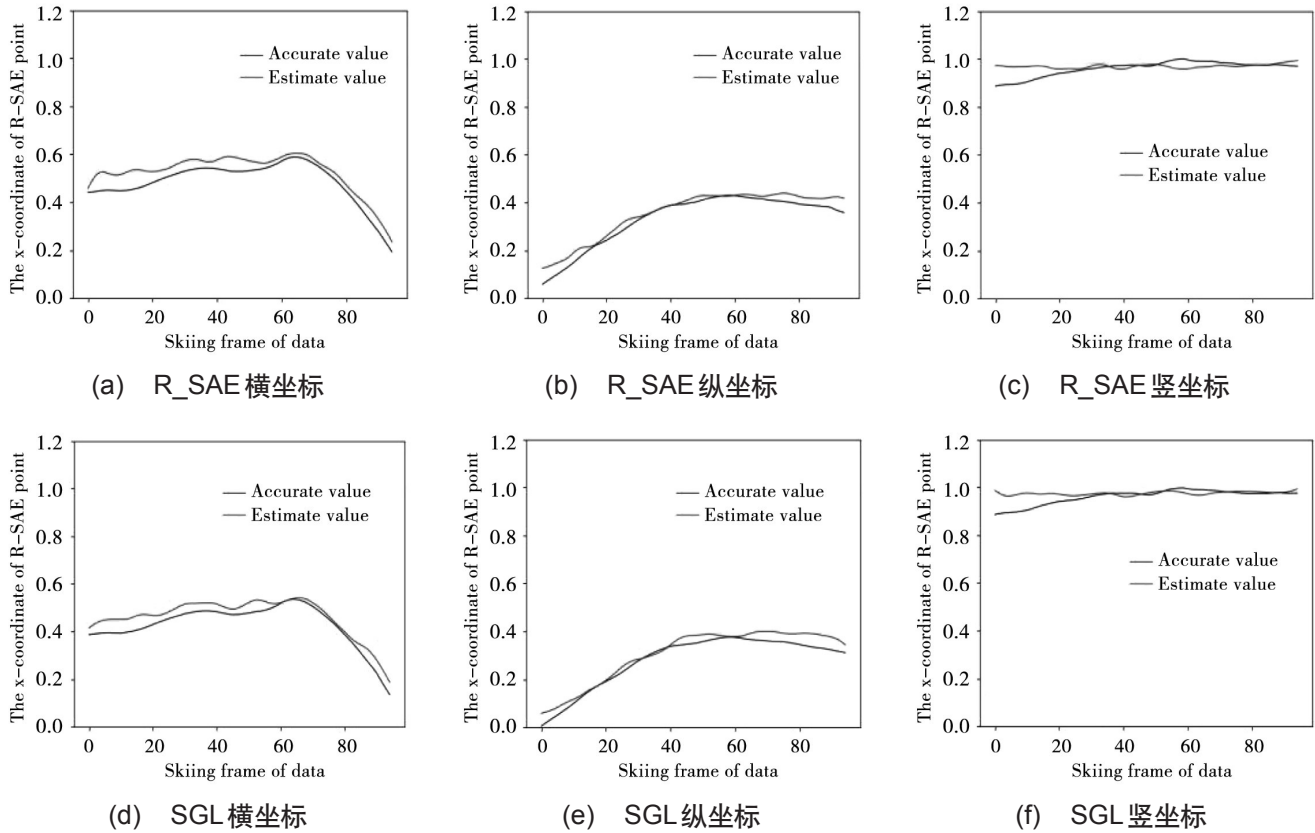 The x-coordinate of R-SAE point
1.2
1.0
0.8
0.6
0.4
0.2
0.0
Accurate value
Estimate value
0 20 40 60 80
Skiing frame of data
(a) R_SAE横坐标
The x-coordinate of R-SAE point
1.2
1.0
0.8
0.6
0.4
0.2
0.0
Accurate value
Estimate value
0 20 40 60 80
Skiing frame of data
(b) R_SAE纵坐标
The x-coordinate of R-SAE point
1.2
1.0
0.8
0.6
0.4
0.2
0.0
Accurate value
Estimate value
0 20 40 60 80
Skiing frame of data
(c) R_SAE竖坐标
The x-coordinate of R-SAE point
1.2
1.0
0.8
0.6
0.4
0.2
0.0
Accurate value
Estimate value
0 20 40 60 80
Skiing frame of data
(d) SGL横坐标
The x-coordinate of R-SAE point
1.2
1.0
0.8
0.6
0.4
0.2
0.0
Accurate value
Estimate value
0 20 40 60 80
Skiing frame of data
(e) SGL纵坐标
The x-coordinate of R-SAE point
1.2
1.0
0.8
0.6
0.4
0.2
0.0
Accurate value
Estimate value
0 20 40 60 80
Skiing frame of data
(f) SGL竖坐标